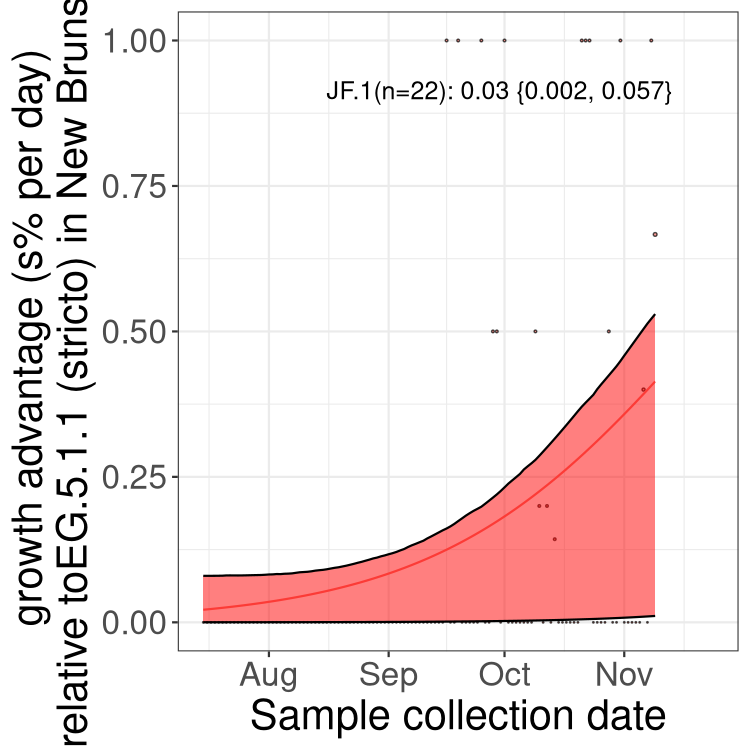 growth advantage (s% per day)
relative toEG.5.1.1 (stricto) in New Bruns
1.00
0.75
0.50
0.25
0.00
JF.1(n=22): 0.03 {0.002, 0.057}
Aug Sep Oct Nov
Sample collection date